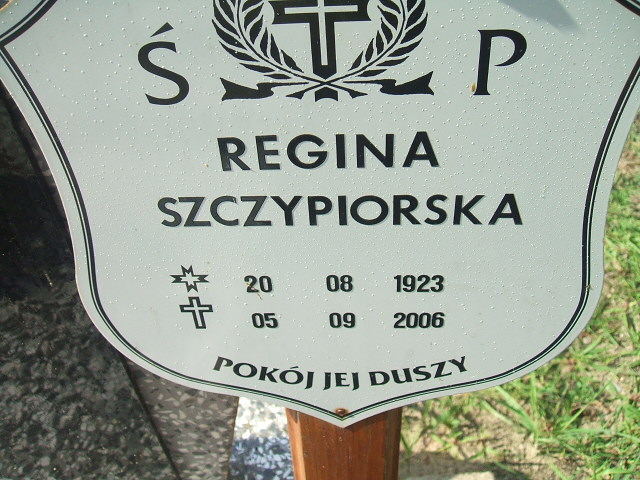 Ś P
REGINA
SZCZYPIORSKA
20 08 1923
05 09 2006
POKÓJ JEJ DUSZY